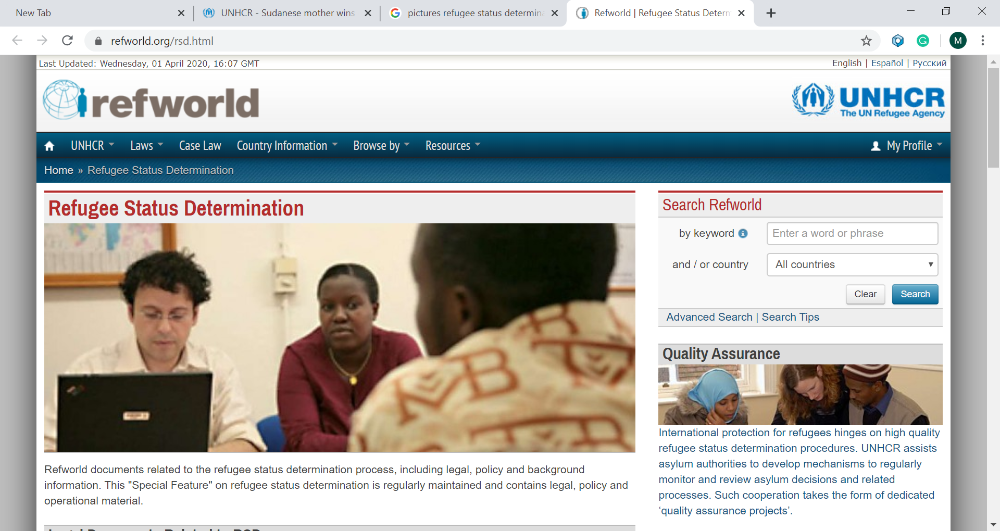 New Tab
UNHCR - Sudanese mother wins
pictures refugee status determina
Refworld | Refugee Status Determ
refworld.org/rsd.html
M
Last Updated: Wednesday, 01 April 2020, 16:07 GMT
English | Español | Русский
refworld
UNHCR
The UN Refugee Agency
UNHCR
Laws
Case Law
Country Information
Browse by
Resources
My Profile
Home » Refugee Status Determination
Refugee Status Determination
Refworld documents related to the refugee status determination process, including legal, policy and background
information. This "Special Feature" on refugee status determination is regularly maintained and contains legal, policy and
operational material.
Search Refworld
by keyword
Enter a word or phrase
and / or country
All countries
Clear
Search
Advanced Search | Search Tips
Quality Assurance
International protection for refugees hinges on high quality
refugee status determination procedures. UNHCR assists
asylum authorities to develop mechanisms to regularly
monitor and review asylum decisions and related
processes. Such cooperation takes the form of dedicated
‘quality assurance projects’.